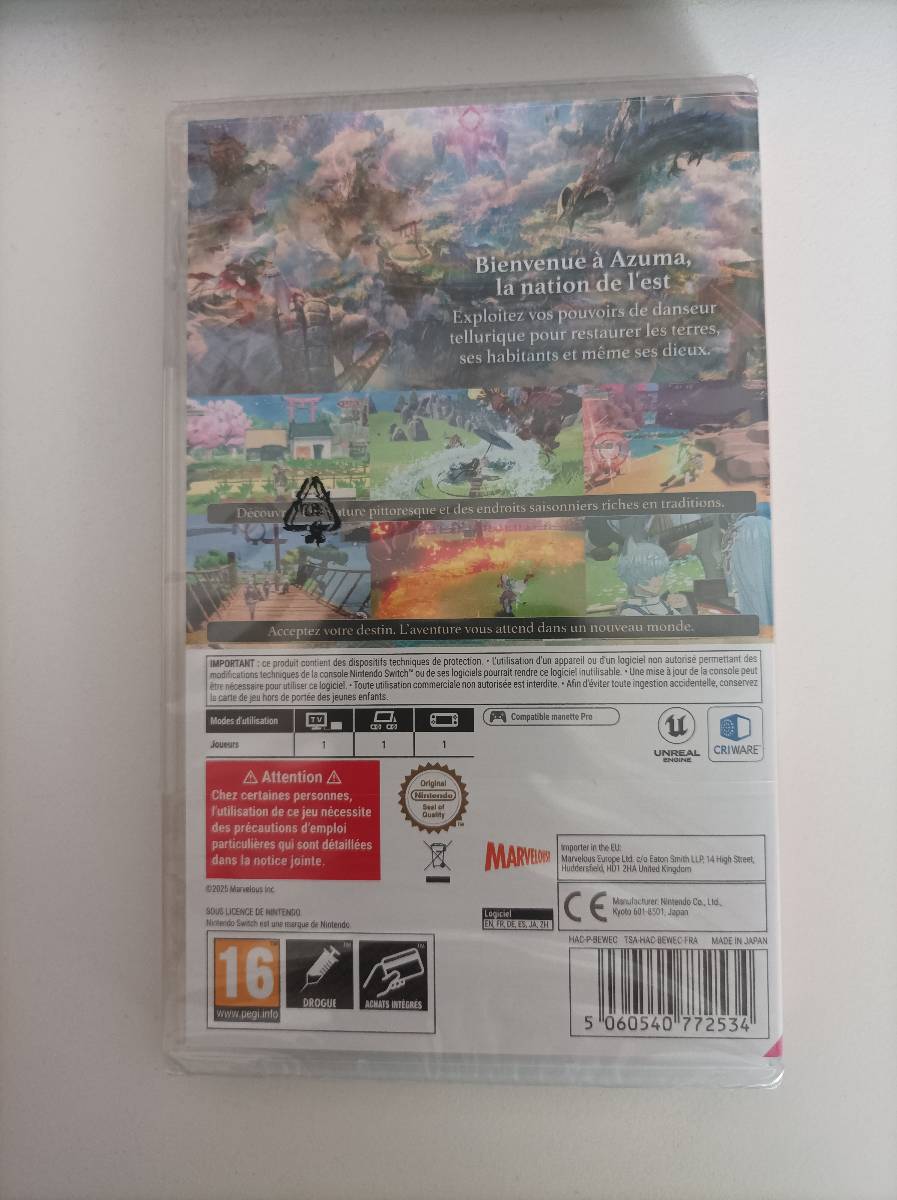 Bienvenue à Azuma,
la nation de l'est
Exploitez vos pouvoirs de danseur
tellurique pour restaurer les terres,
ses habitants et même ses dieux.
Découvr ture pittoresque et des endroits saisonniers riches en traditions.
Acceptez votre destin. L'aventure vous attend dans un nouveau monde.
IMPORTANT : ce produit contient des dispositifs techniques de protection. • L'utilisation d'un appareil ou d'un logiciel non autorisé permettant des
modifications techniques de la console Nintendo Switch™ ou de ses logiciels pourrait rendre ce logiciel inutilisable. • Une mise à jour de la console peut
être nécessaire pour utiliser ce logiciel. • Toute utilisation commerciale non autorisée est interdite. • Afin d'éviter toute ingestion accidentelle, conservez
la carte de jeu hors de portée des jeunes enfants.
Modes d'utilisation TV
Joueurs 1 1 1
Compatible manette Pro
UNREAL
ENGINE
CRIWARE™
⚠ Attention ⚠
Chez certaines personnes,
l'utilisation de ce jeu nécessite
des précautions d'emploi
particulières qui sont détaillées
dans la notice jointe.
Original
Nintendo
Seal of
Quality
TM
MARVELOUS!
Importer in the EU:
Marvelous Europe Ltd. c/o Eaton Smith LLP, 14 High Street,
Huddersfield, HD1 2HA United Kingdom
©2025 Marvelous Inc.
SOUS LICENCE DE NINTENDO.
Nintendo Switch est une marque de Nintendo.
Logiciel
EN, FR, DE, ES, JA, ZH
CE
Manufacturer: Nintendo Co., Ltd.,
Kyoto 601-8501, Japan
HAC-P-BEWEC TSA-HAC-BEWEC-FRA MADE IN JAPAN
16
www.pegi.info
DROGUE
ACHATS INTÉGRÉS
5 060540 772534